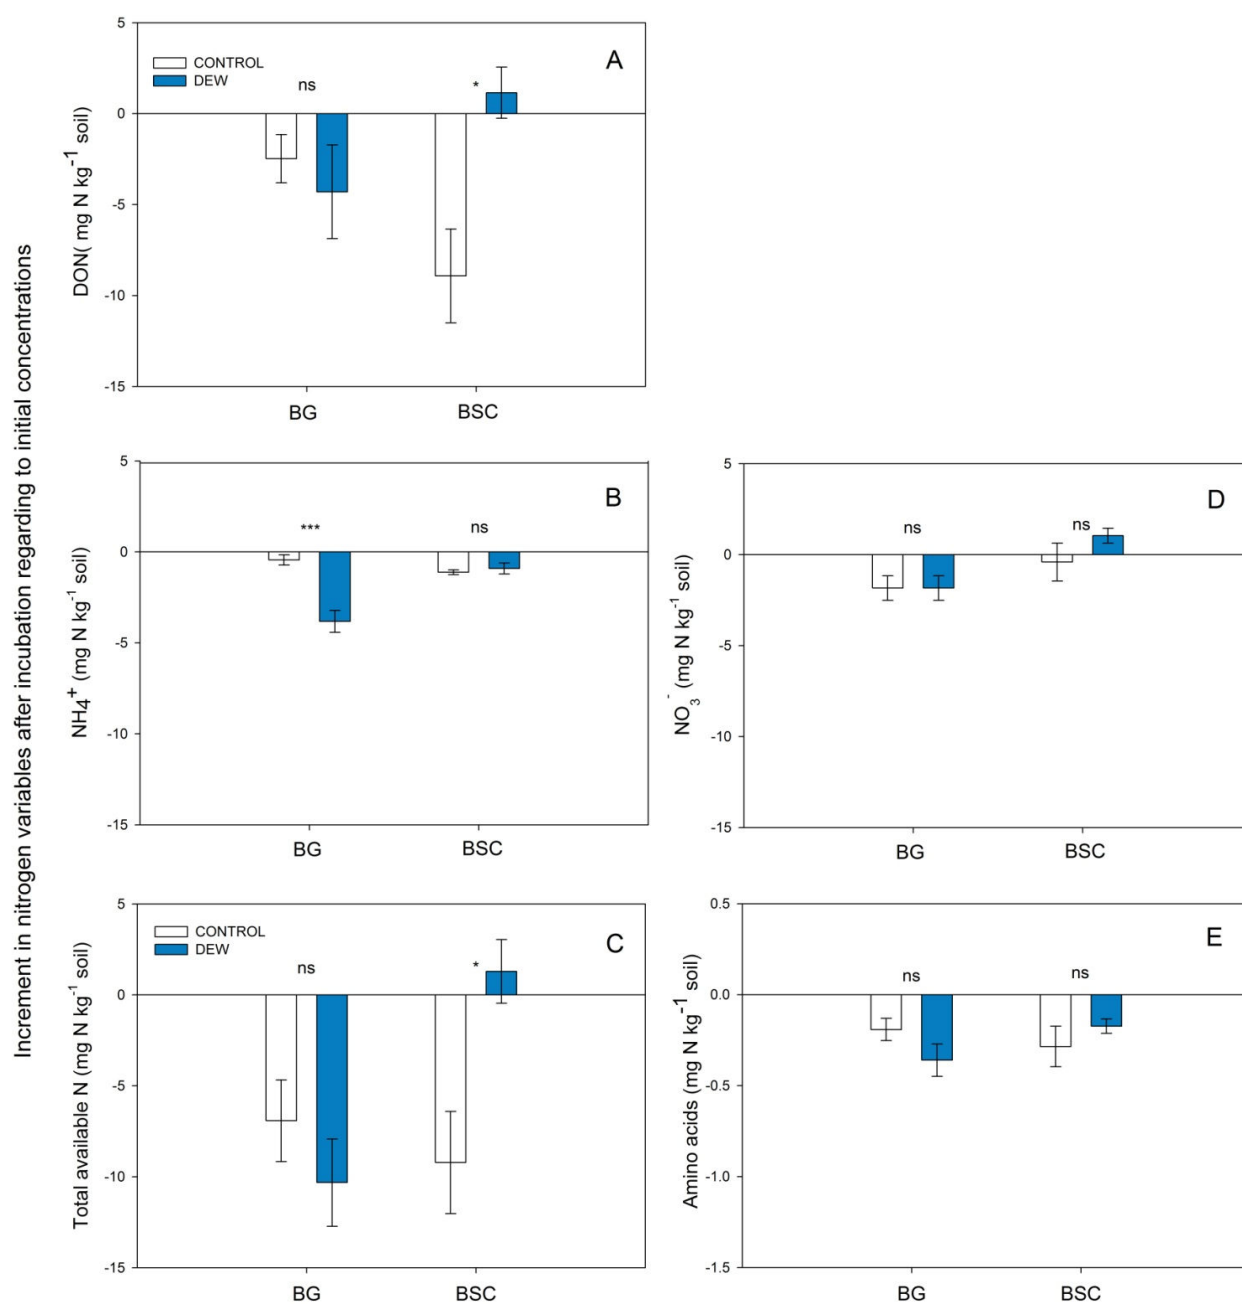 Increment in nitrogen variables after incubation regarding to initial concentrations
A
CONTROL
DEW
ns
*
DON( mg N kg-1 soil)
5
0
-5
-10
-15
BG BSC
B
***
ns
NH4+ (mg N kg-1 soil)
5
0
-5
-10
-15
BG BSC
D
ns
ns
NO3- (mg N kg-1 soil)
5
0
-5
-10
-15
BG BSC
C
CONTROL
DEW
ns
*
Total available N (mg N kg-1 soil)
5
0
-5
-10
-15
BG BSC
E
ns
ns
Amino acids (mg N kg-1 soil)
0.5
0.0
-0.5
-1.0
-1.5
BG BSC